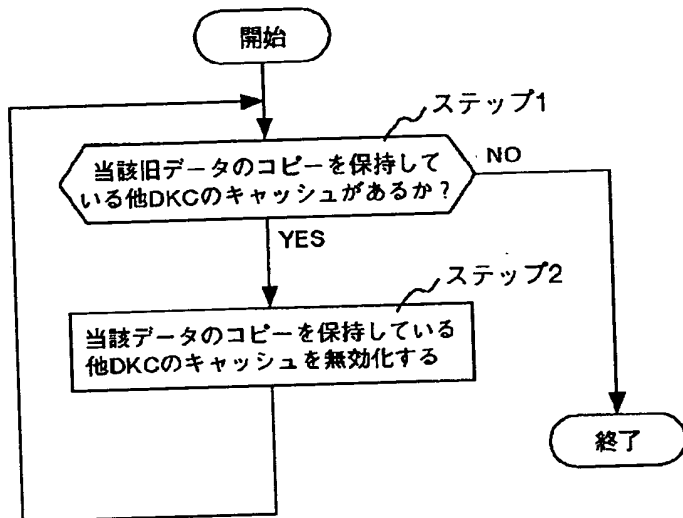 開始
ステップ1
当該旧データのコピーを保持して
いる他DKCのキャッシュがあるか?
NO
YES
ステップ2
当該データのコピーを保持している
他DKCのキャッシュを無効化する
終了